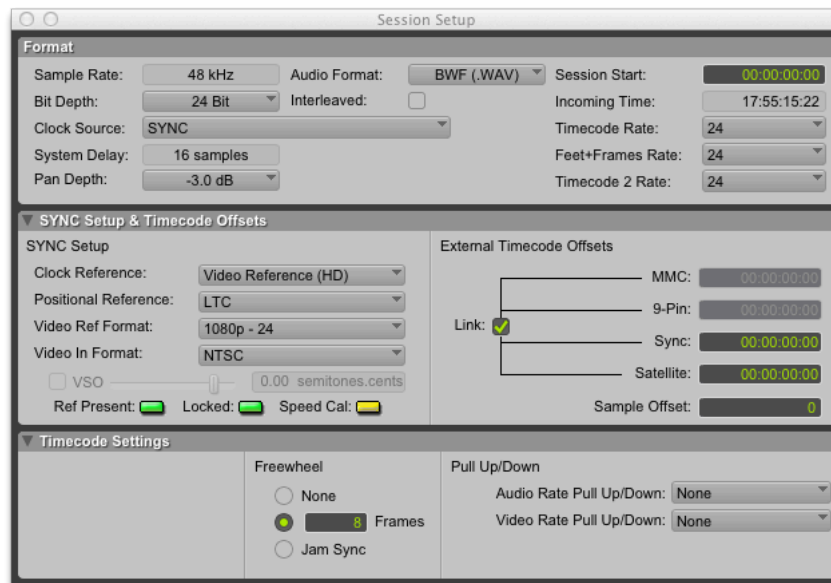 Session Setup
Format
Sample Rate: 48 kHz Audio Format: BWF (.WAV) Session Start: 00:00:00:00
Bit Depth: 24 Bit Interleaved: Incoming Time: 17:55:15:22
Clock Source: SYNC Timecode Rate: 24
System Delay: 16 samples Feet+Frames Rate: 24
Pan Depth: -3.0 dB Timecode 2 Rate: 24
SYNC Setup & Timecode Offsets
SYNC Setup
Clock Reference: Video Reference (HD)
Positional Reference: LTC
Video Ref Format: 1080p - 24
Video In Format: NTSC
VSO 0.00 semitones.cents
Ref Present: Locked: Speed Cal:
External Timecode Offsets
MMC: 00:00:00:00
9-Pin: 00:00:00:00
Link: Sync: 00:00:00:00
Satellite: 00:00:00:00
Sample Offset: 0
Timecode Settings
Freewheel
None
8 Frames
Jam Sync
Pull Up/Down
Audio Rate Pull Up/Down: None
Video Rate Pull Up/Down: None